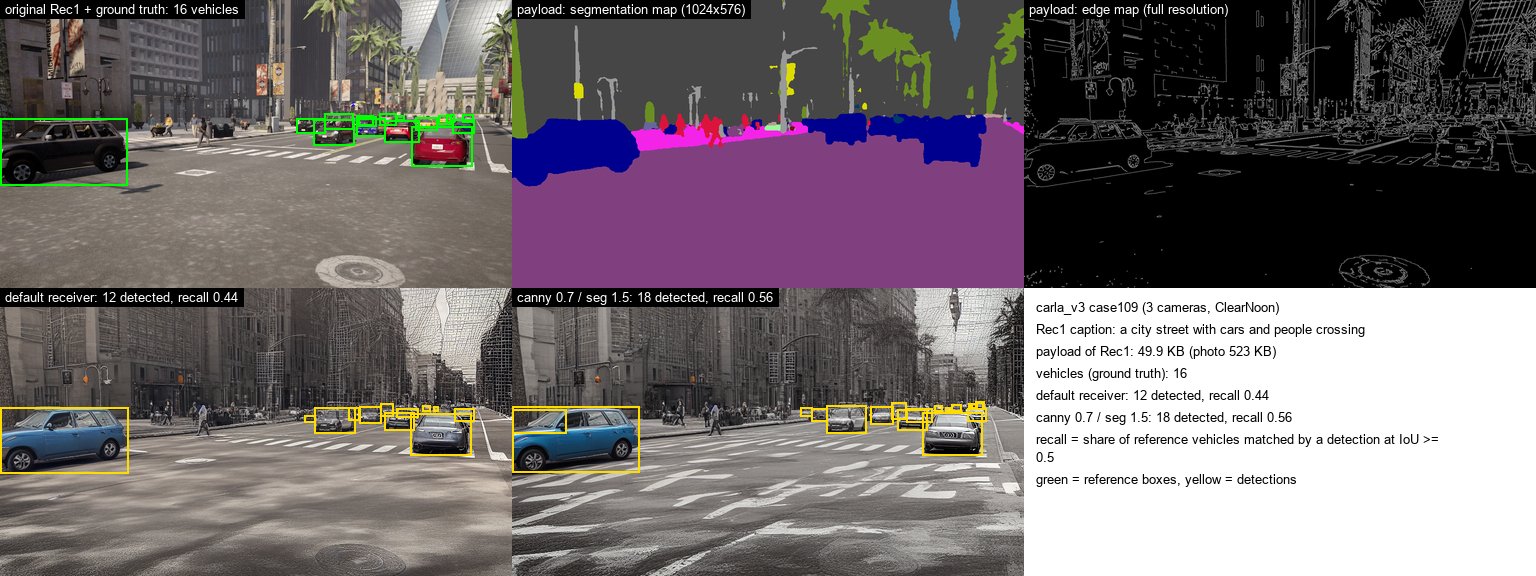 original Rec1 + ground truth: 16 vehicles
payload: segmentation map (1024x576)
payload: edge map (full resolution)
default receiver: 12 detected, recall 0.44
canny 0.7 / seg 1.5: 18 detected, recall 0.56
carla_v3 case109 (3 cameras, ClearNoon)
Rec1 caption: a city street with cars and people crossing
payload of Rec1: 49.9 KB (photo 523 KB)
vehicles (ground truth): 16
default receiver: 12 detected, recall 0.44
canny 0.7 / seg 1.5: 18 detected, recall 0.56
recall = share of reference vehicles matched by a detection at IoU >=
0.5
green = reference boxes, yellow = detections